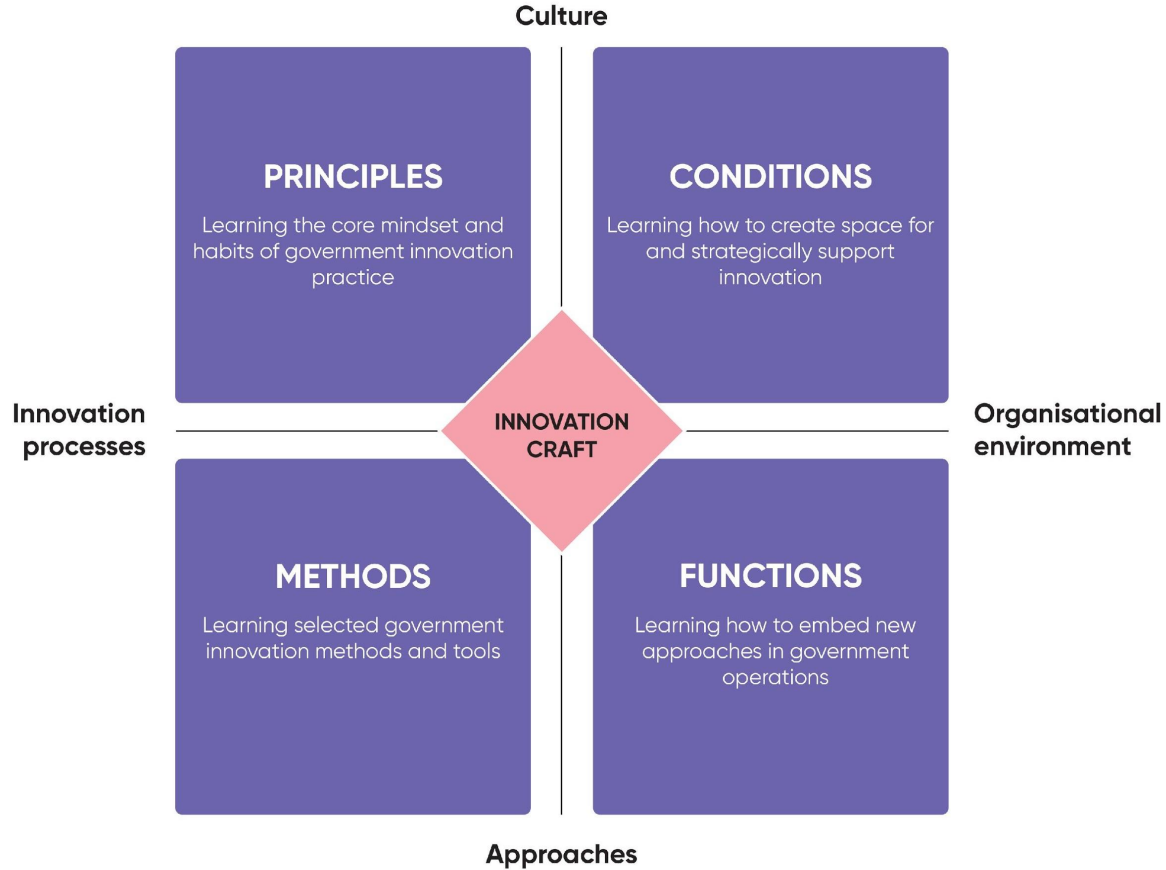 Culture
PRINCIPLES
Learning the core mindset and
habits of government innovation
practice
CONDITIONS
Learning how to create space for
and strategically support
innovation
Innovation
processes
INNOVATION
CRAFT
Organisational
environment
METHODS
Learning selected government
innovation methods and tools
FUNCTIONS
Learning how to embed new
approaches in government
operations
Approaches